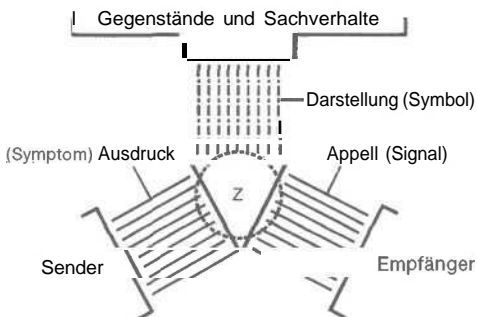 Gegenstände und Sachverhalte
Darstellung (Symbol)
(Symptom) Ausdruck
Appell (Signal)
Z
Sender
Empfänger